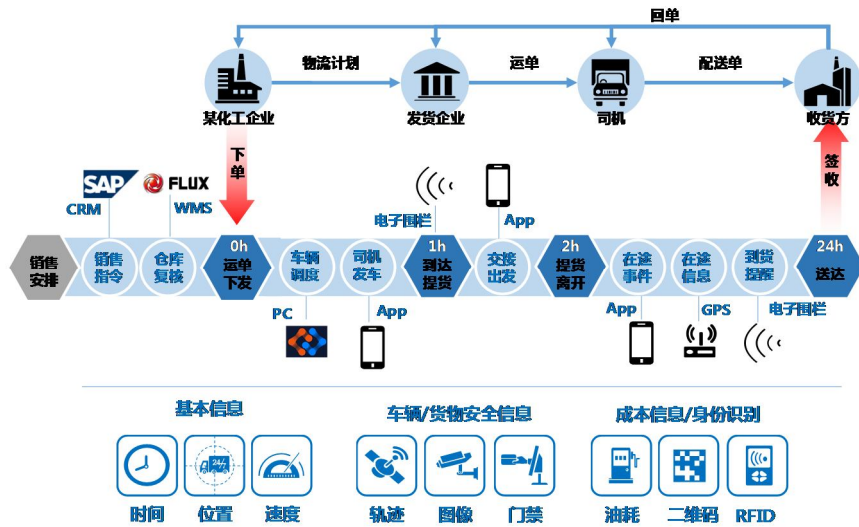 回单
物流计划
运单
配送单
某化工企业
发货企业
司机
收货方
下单
签收
SAP
FLUX
CRM
WMS
电子围栏
App
销售安排
销售指令
仓库复核
0h
运单下发
车辆调度
司机发车
1h
到达提货
交接出发
2h
提货离开
在途事件
在途信息
到货提醒
24h
送达
PC
App
App
GPS
电子围栏
基本信息
车辆/货物安全信息
成本信息/身份识别
24/7
时间
位置
速度
轨迹
图像
门禁
油耗
二维码
RFID